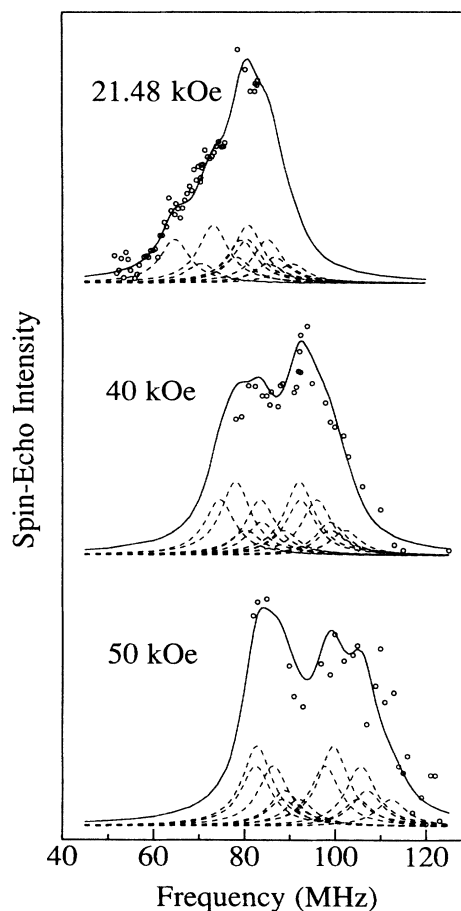 21.48 kOe
40 kOe
50 kOe
Spin-Echo Intensity
40 60 80 100 120
Frequency (MHz)